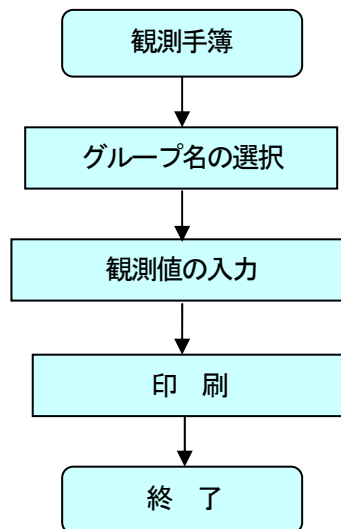 観測手簿
グループ名の選択
観測値の入力
印　刷
終　了